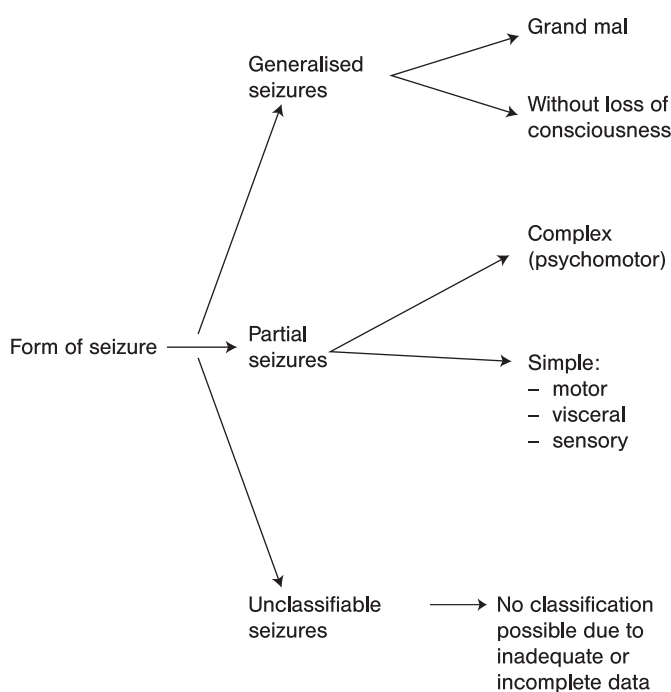 Grand mal
Generalised
seizures
Without loss of
consciousness
Complex
(psychomotor)
Form of seizure
Partial
seizures
Simple:
– motor
– visceral
– sensory
Unclassifiable
seizures
No classification
possible due to
inadequate or
incomplete data